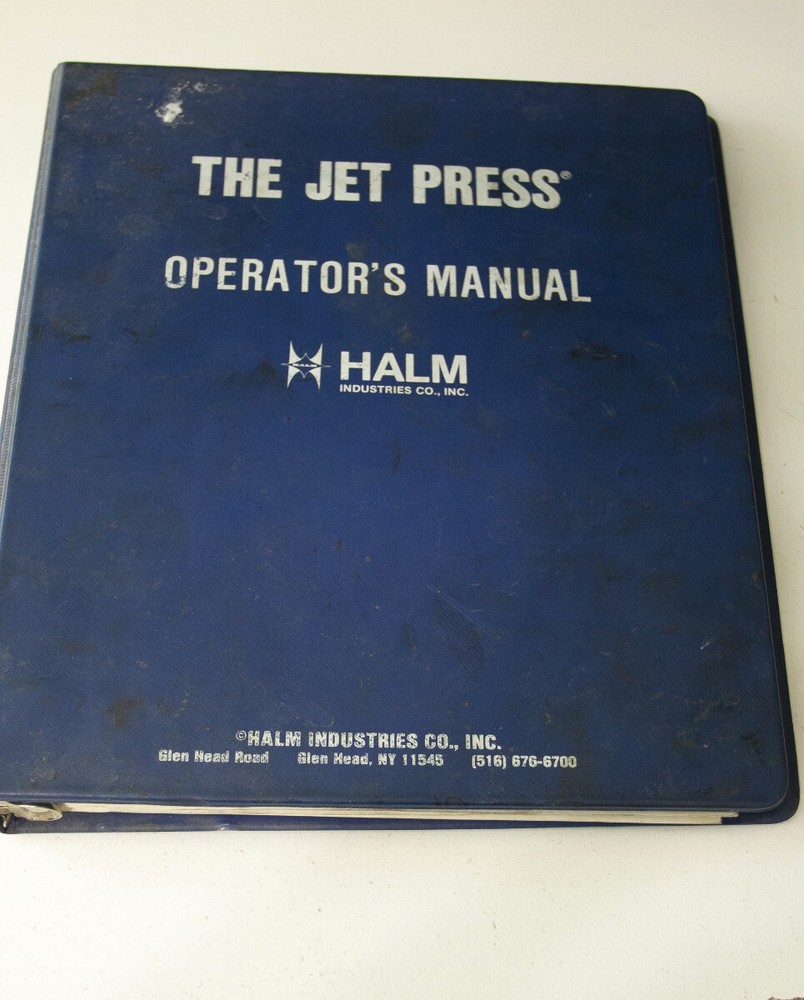 THE JET PRESS®
OPERATOR'S MANUAL
HALM
INDUSTRIES CO., INC.
©HALM INDUSTRIES CO., INC.
Glen Head Road Glen Head, NY 11545 (516) 676-6700